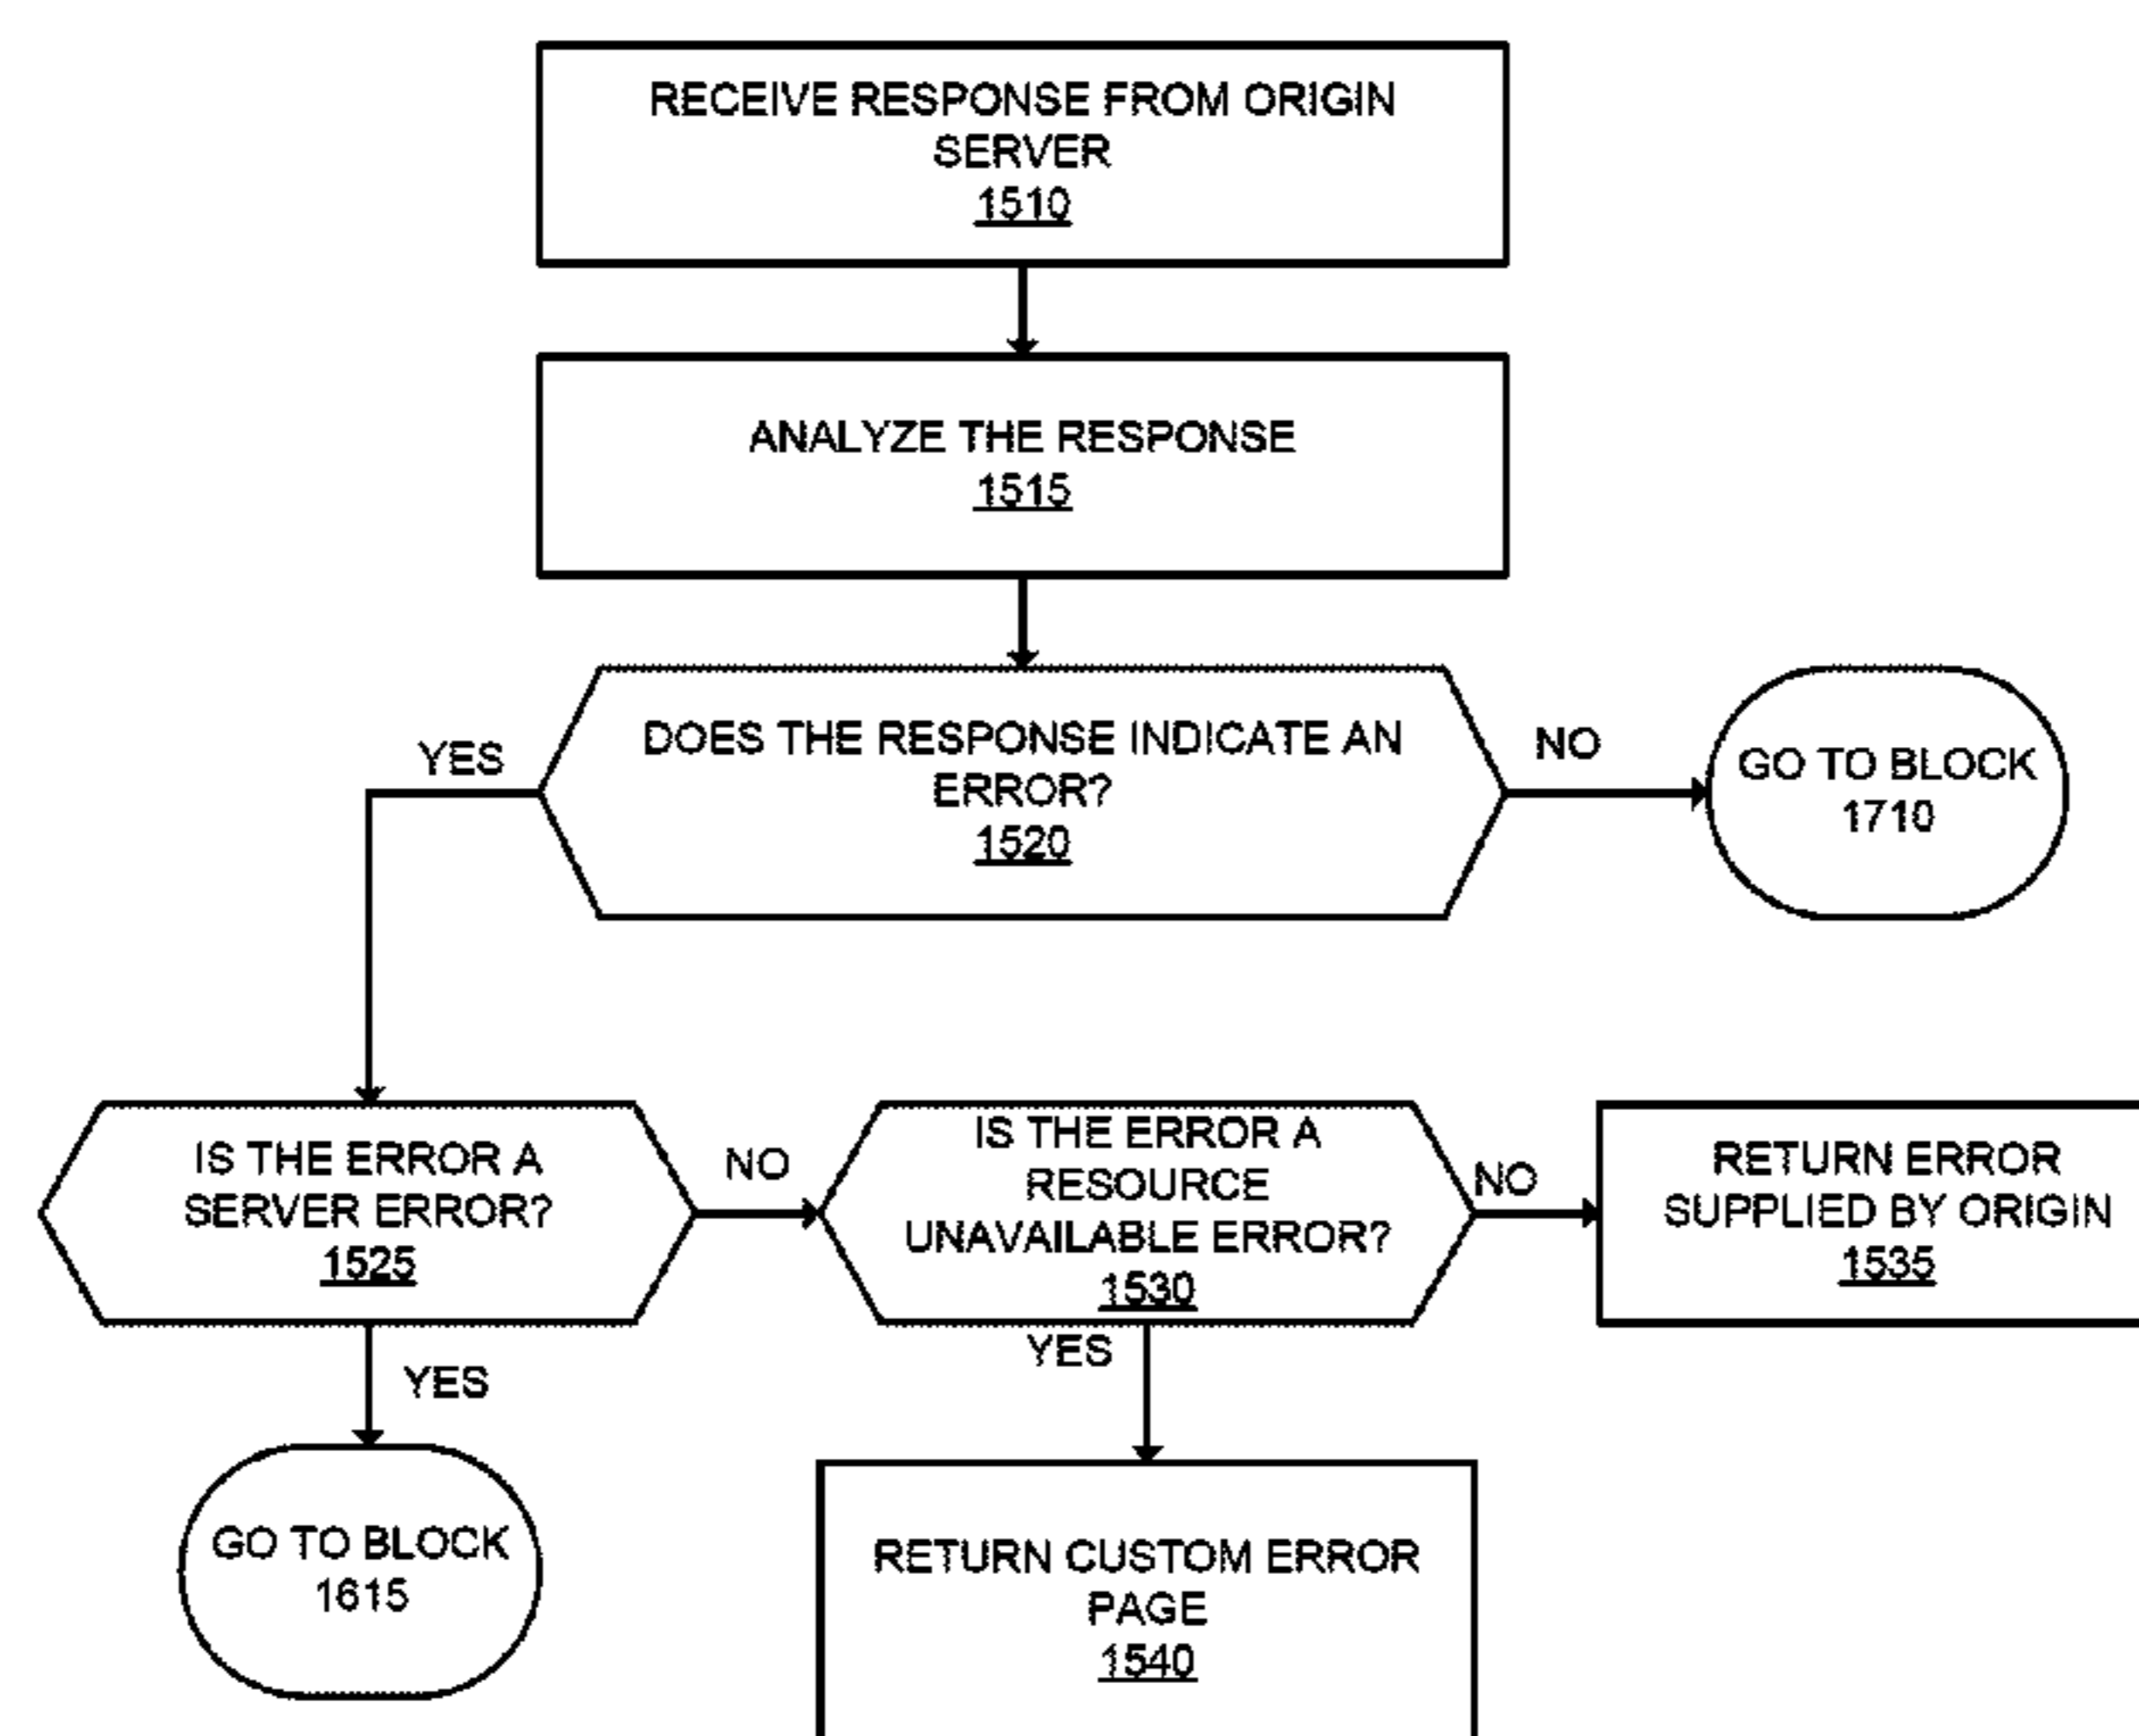 RECEIVE RESPONSE FROM ORIGIN
SERVER
1510
ANALYZE THE RESPONSE
1515
DOES THE RESPONSE INDICATE AN
ERROR?
1520
YES
NO
GO TO BLOCK
1710
IS THE ERROR A
SERVER ERROR?
1525
NO
IS THE ERROR A
RESOURCE
UNAVAILABLE ERROR?
1530
NO
RETURN ERROR
SUPPLIED BY ORIGIN
1535
YES
YES
GO TO BLOCK
1615
RETURN CUSTOM ERROR
PAGE
1540